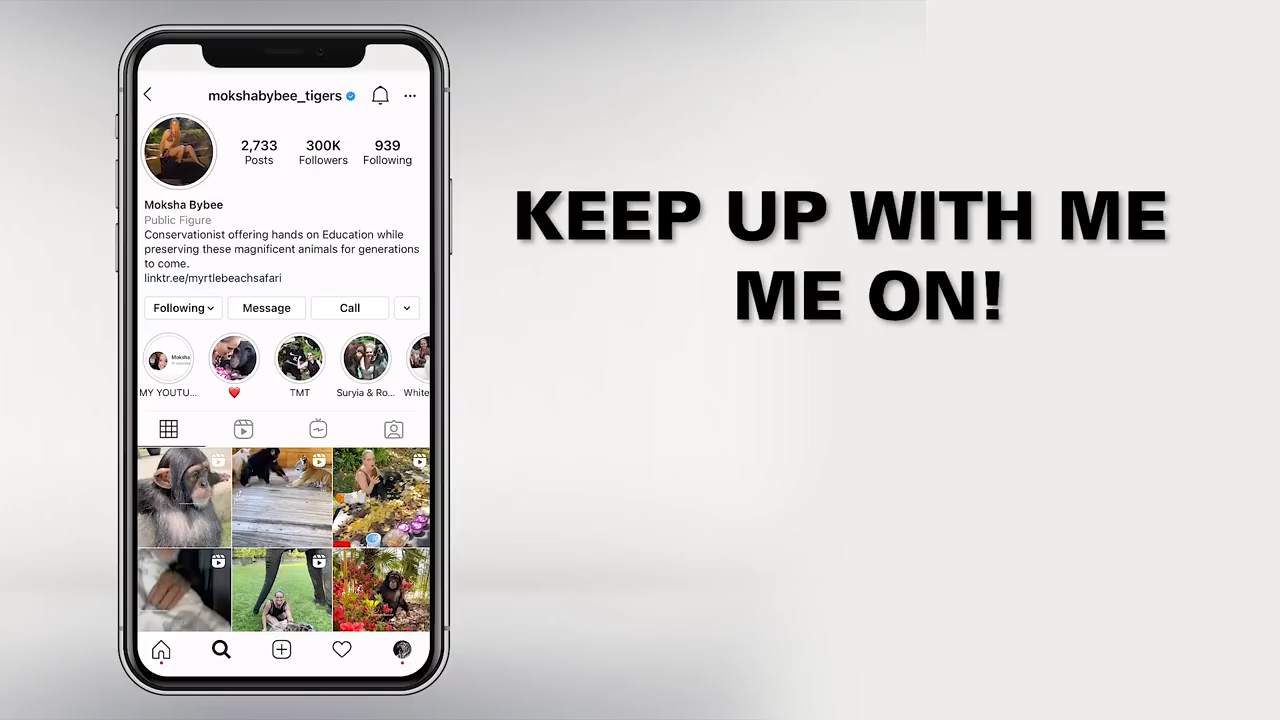 mokshabybee_tigers
2,733 300K 939
Posts Followers Following
Moksha Bybee
Public Figure
Conservationist offering hands on Education while
preserving these magnificent animals for generations
to come.
linktr.ee/myrtlebeachsafari
Following Message Call
Moksha
MY YOUTU... ❤️ TMT Suryia & Ro... White
KEEP UP WITH ME
ME ON!